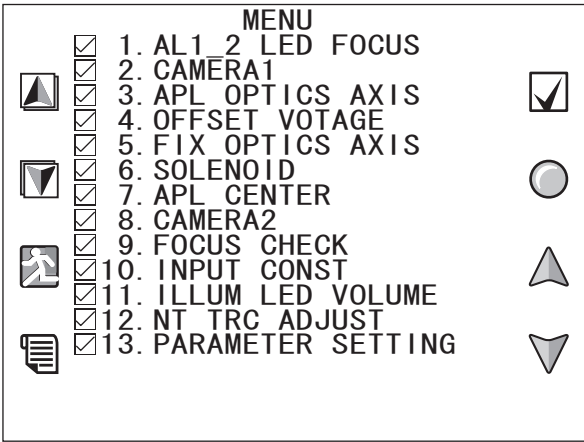 MENU
1. AL1_2 LED FOCUS
2. CAMERA1
3. APL OPTICS AXIS
4. OFFSET VOTAGE
5. FIX OPTICS AXIS
6. SOLENOID
7. APL CENTER
8. CAMERA2
9. FOCUS CHECK
10. INPUT CONST
11. ILLUM LED VOLUME
12. NT TRC ADJUST
13. PARAMETER SETTING